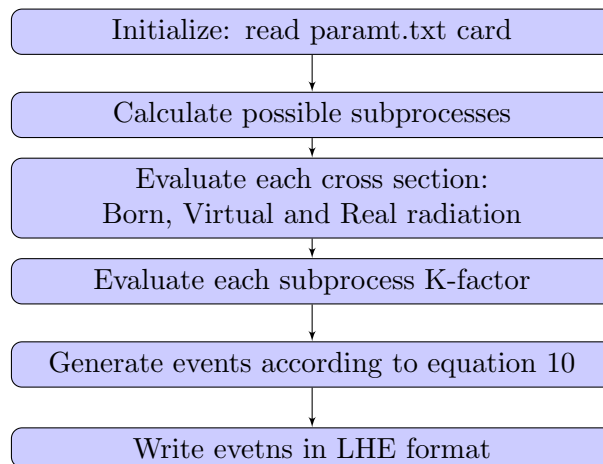 Initialize: read paramt.txt card
Calculate possible subprocesses
Evaluate each cross section:
Born, Virtual and Real radiation
Evaluate each subprocess K-factor
Generate events according to equation 10
Write evetns in LHE format